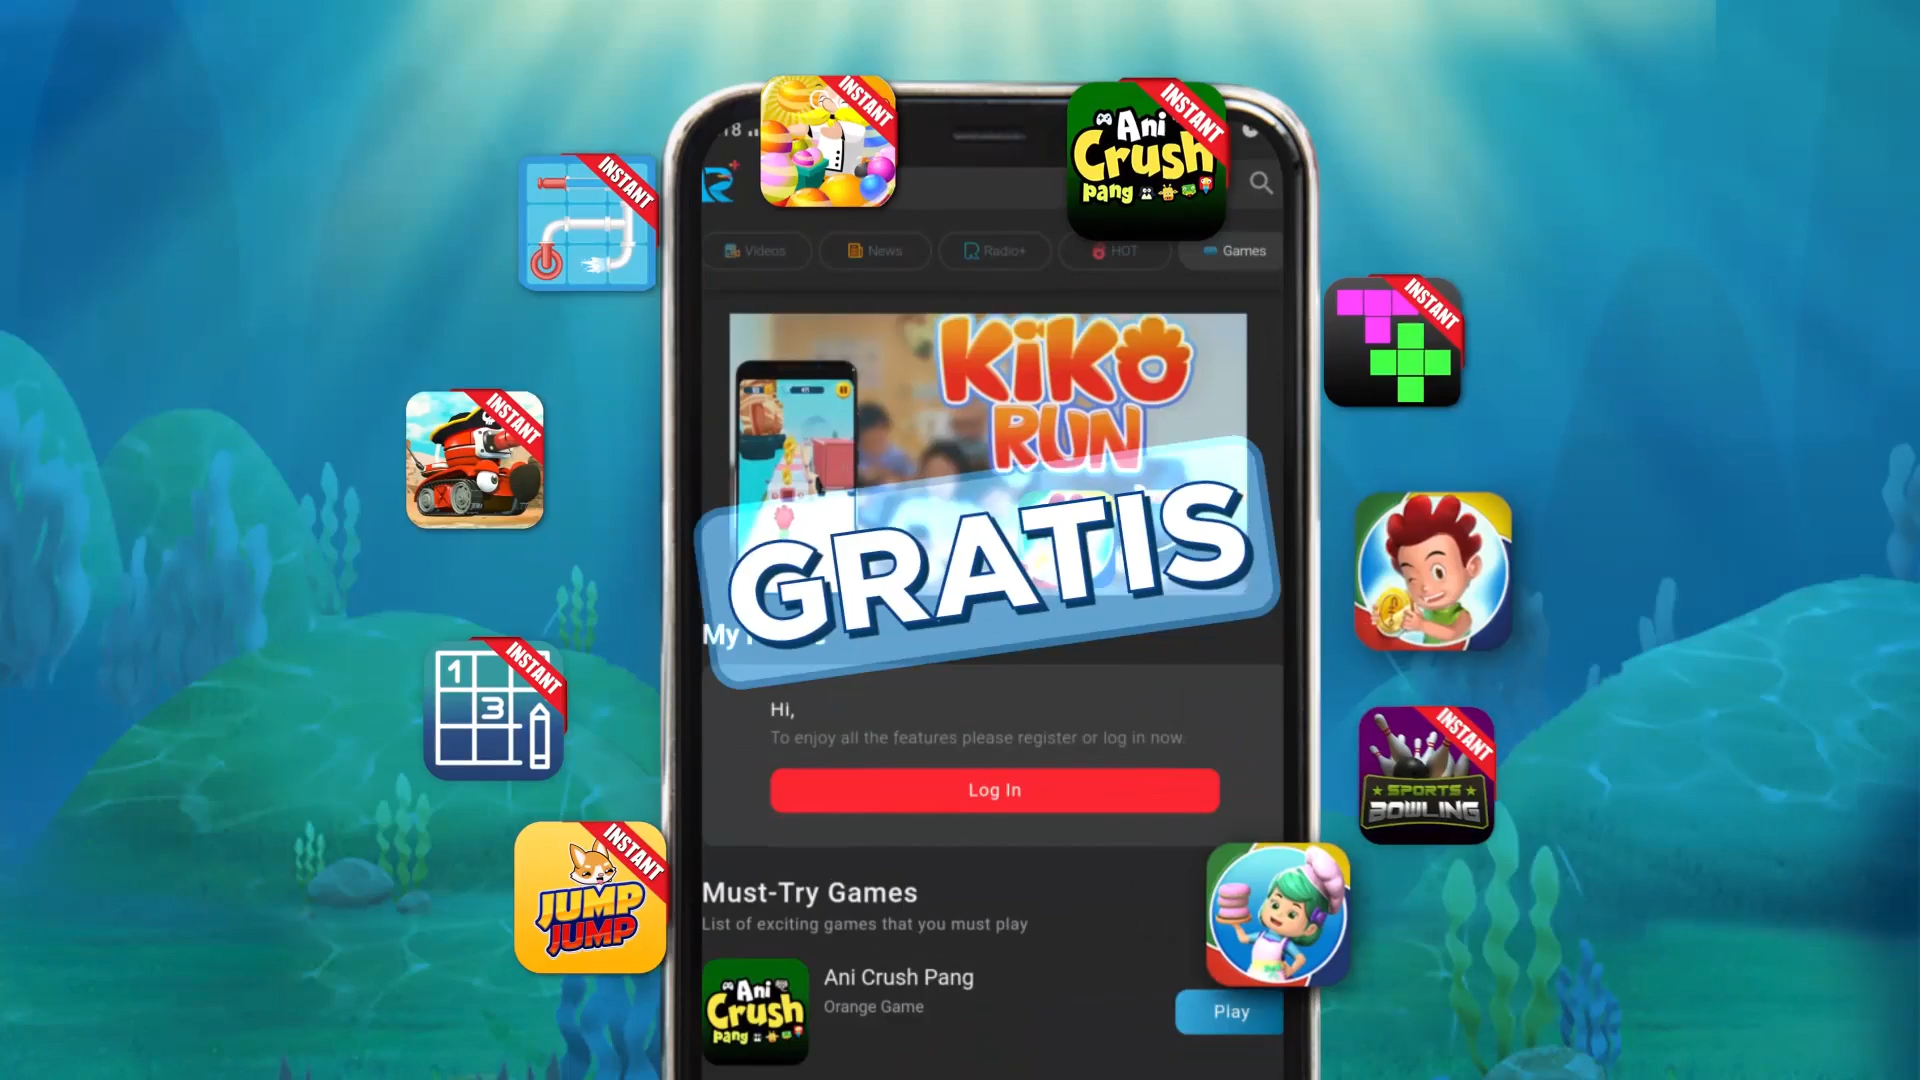 INSTANT
INSTANT
Ani
Crush
pang
INSTANT
Videos
News
Radio+
HOT
Games
INSTANT
KIKO
RUN
INSTANT
GRATIS
My
Hi,
To enjoy all the features please register or log in now.
Log In
INSTANT
1
3
INSTANT
SPORTS
BOWLING
INSTANT
JUMP
JUMP
Must-Try Games
List of exciting games that you must play
Ani Crush Pang
Orange Game
Play
Ani
Crush
pang